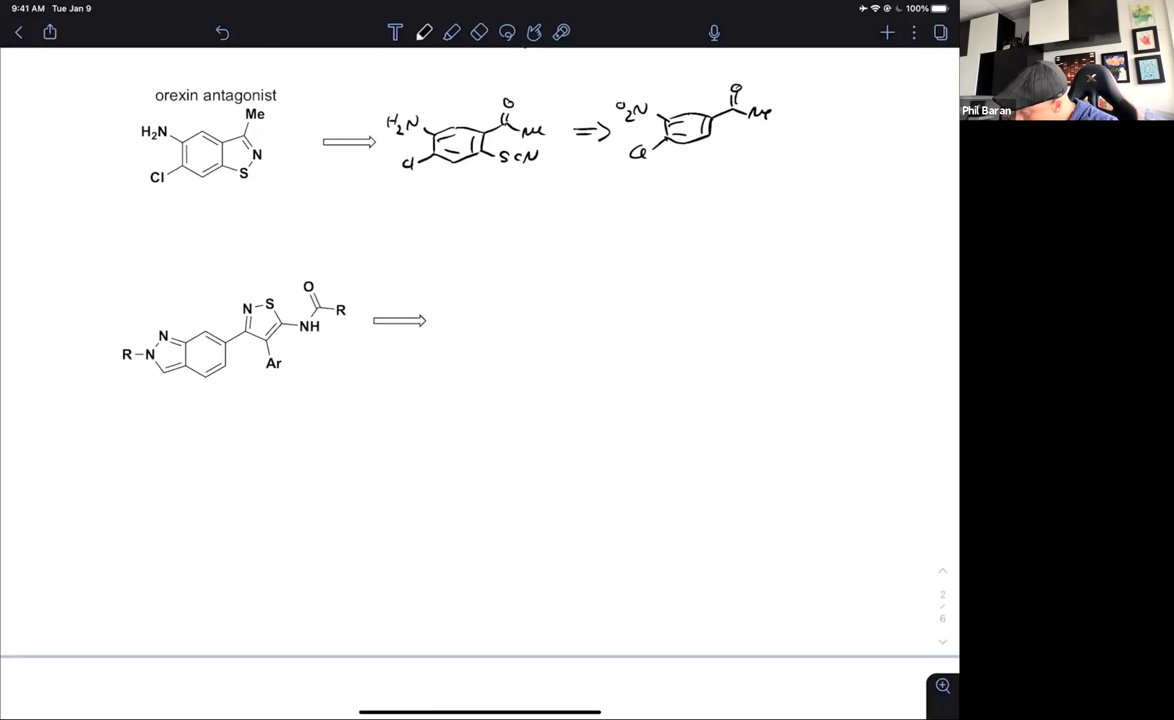 9:41 AM Tue Jan 9
100%
T
Phil Baran
orexin antagonist
Me
H₂N
N
S
Cl
H₂N
O
Me
Cl
SCN
O₂N
O
Me
Cl
O
N
S
R
NH
N
R-N
Ar
2
/
6